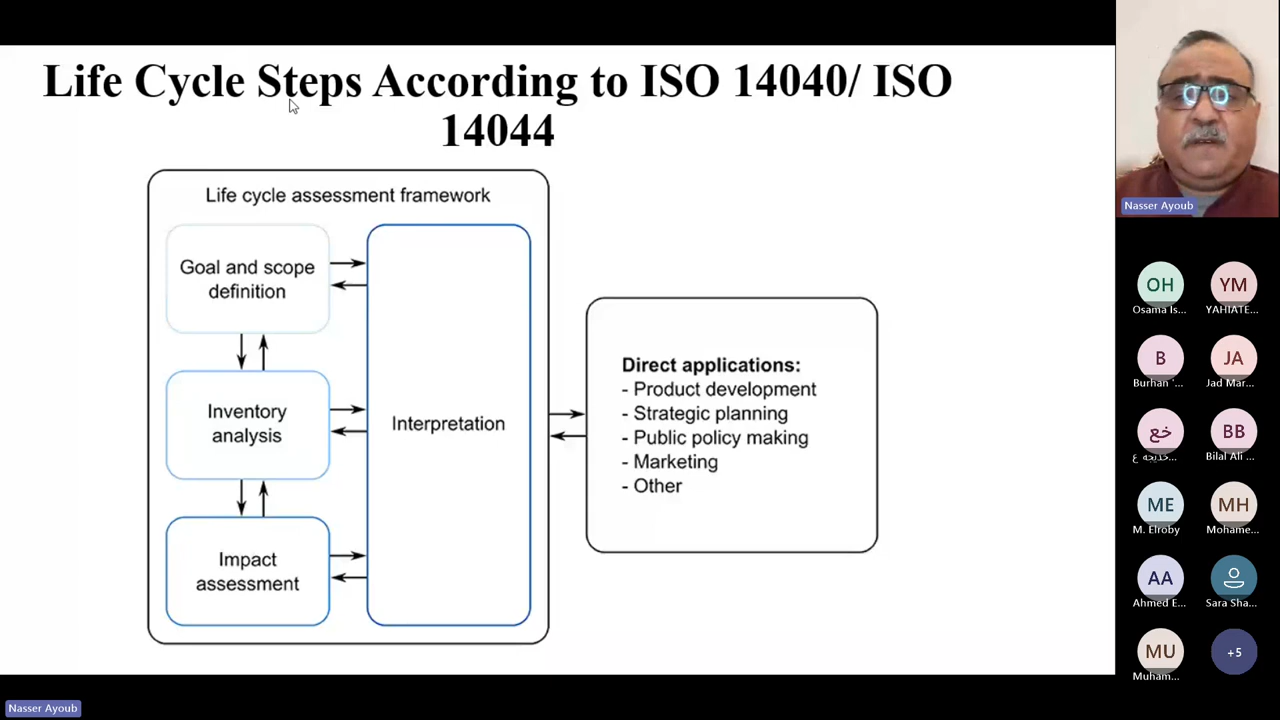 Life Cycle Steps According to ISO 14040/ ISO
14044
Life cycle assessment framework
Goal and scope
definition
Inventory
analysis
Impact
assessment
Interpretation
Direct applications:
- Product development
- Strategic planning
- Public policy making
- Marketing
- Other
Nasser Ayoub
OH
Osama Is...
YM
YAHIATE...
B
Burhan '...
JA
Jad Mar...
خع
خديجه ع...
BB
Bilal Ali ...
ME
M. Elroby
MH
Mohame...
AA
Ahmed E...
Sara Sha...
MU
Muham...
+5
Nasser Ayoub